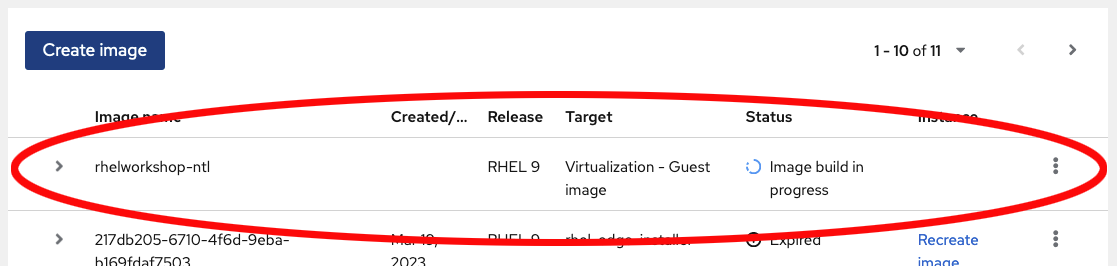 Create image
1 - 10 of 11
Image name Created/... Release Target Status Instance
rhelworkshop-ntl RHEL 9 Virtualization - Guest Image build in
image progress
217db205-6710-4f6d-9eba- Mar 19, RHEL 9 rhel-edge-installer Expired Recreate
b169fdaf7503 2023 image